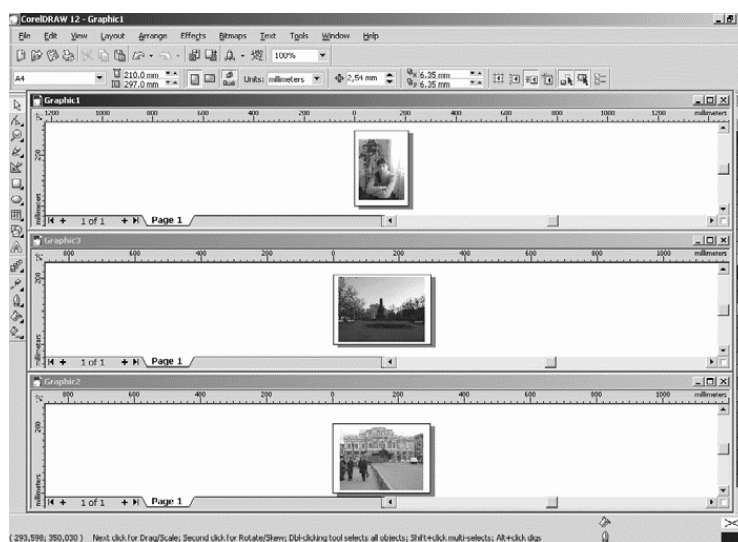 CorelDRAW 12 - Graphic1
File Edit View Layout Arrange Effects Bitmaps Text Tools Window Help
100%
A4 210.0 mm 297.0 mm Units: millimeters 2,54 mm 6.35 mm 6.35 mm
Graphic1
1200 1000 800 600 400 200 0 200 400 600 800 1000 1200 millimeters
200
millimeters
1 of 1 Page 1
Graphic3
800 600 400 200 0 200 400 600 800 1000 millimeters
200
millimeters
1 of 1 Page 1
Graphic2
800 600 400 200 0 200 400 600 800 1000 millimeters
200
millimeters
1 of 1 Page 1
( 293,598; 350,030 ) Next click for Drag/Scale; Second click for Rotate/Skew; Dbl-clicking tool selects all objects; Shift+click multi-selects; Alt+click digs